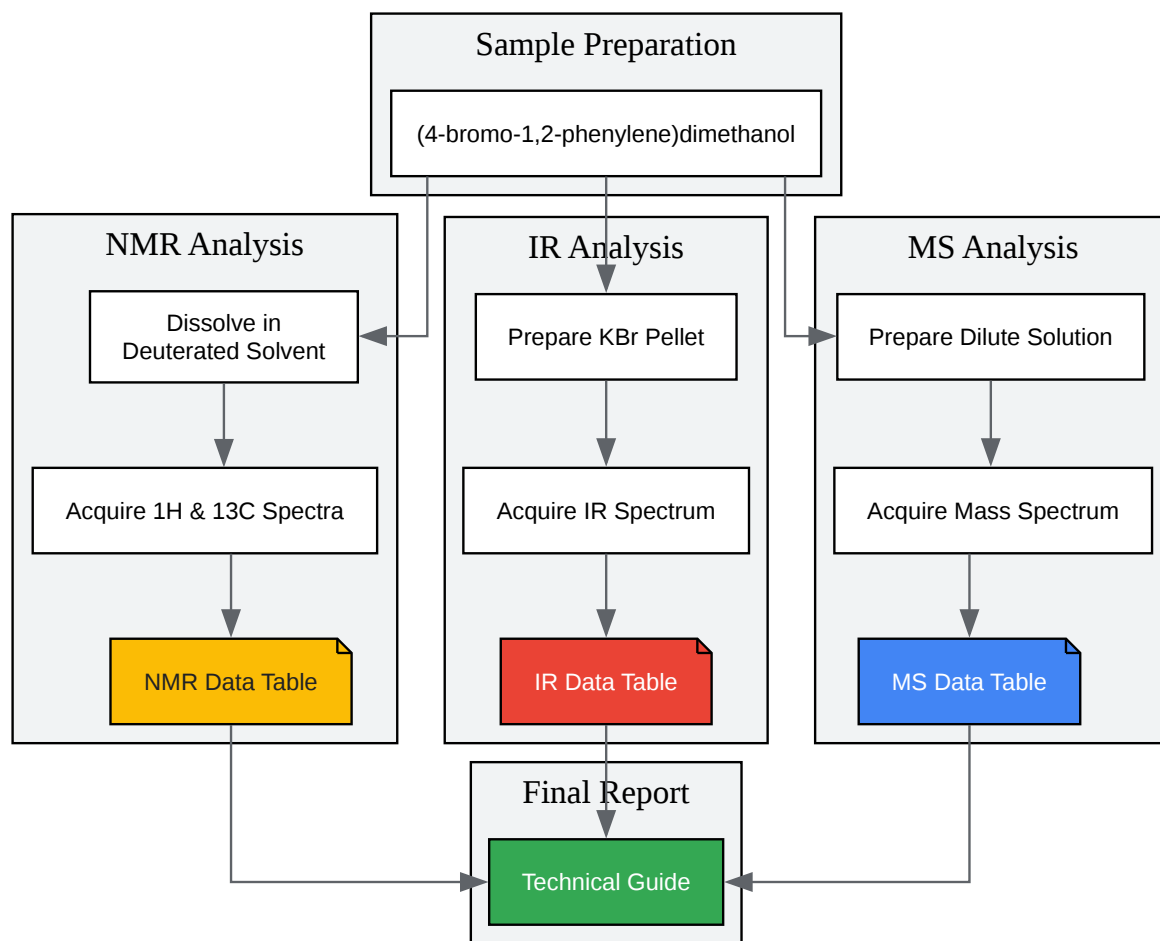 Sample Preparation
(4-bromo-1,2-phenylene)dimethanol
NMR Analysis
Dissolve in
Deuterated Solvent
Acquire 1H & 13C Spectra
NMR Data Table
IR Analysis
Prepare KBr Pellet
Acquire IR Spectrum
IR Data Table
MS Analysis
Prepare Dilute Solution
Acquire Mass Spectrum
MS Data Table
Final Report
Technical Guide